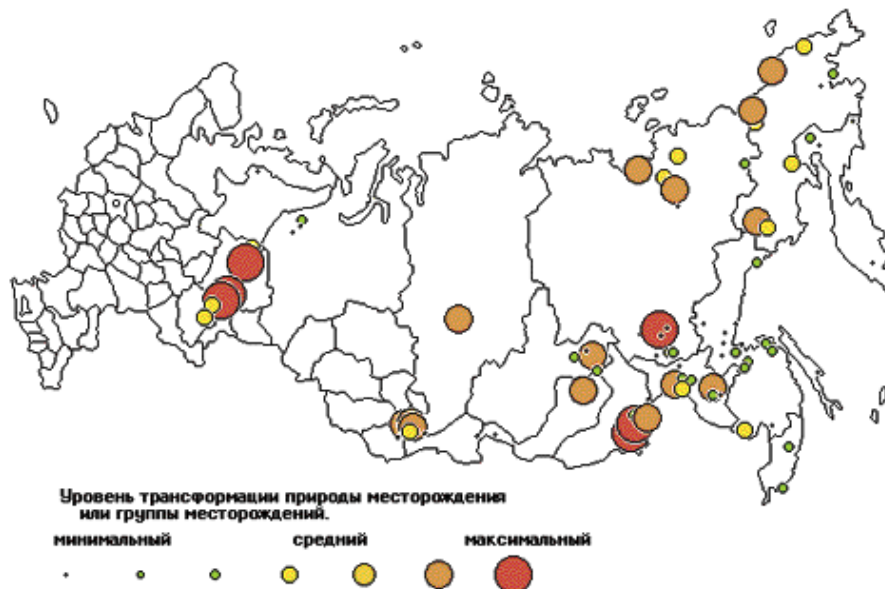 Уровень трансформации природы месторождения
или группы месторождений.
минимальный средний максимальный